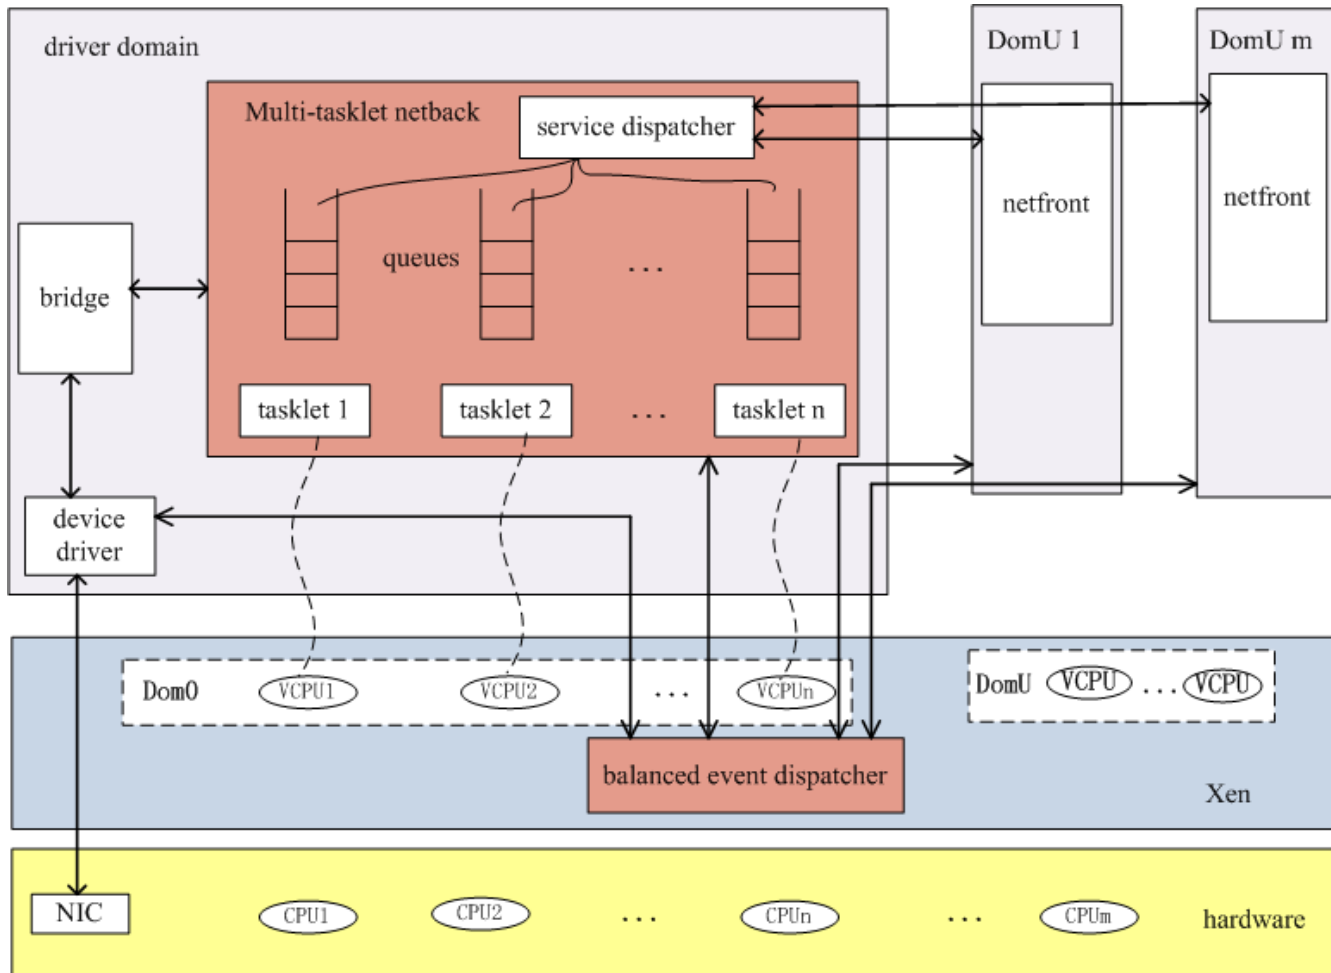 driver domain
DomU 1
DomU m
Multi-tasklet netback
service dispatcher
netfront
netfront
queues
...
bridge
tasklet 1
tasklet 2
...
tasklet n
device
driver
Dom0
VCPU1
VCPU2
...
VCPUn
DomU
VCPU
...
VCPU
balanced event dispatcher
Xen
NIC
CPU1
CPU2
...
CPUn
...
CPUm
hardware